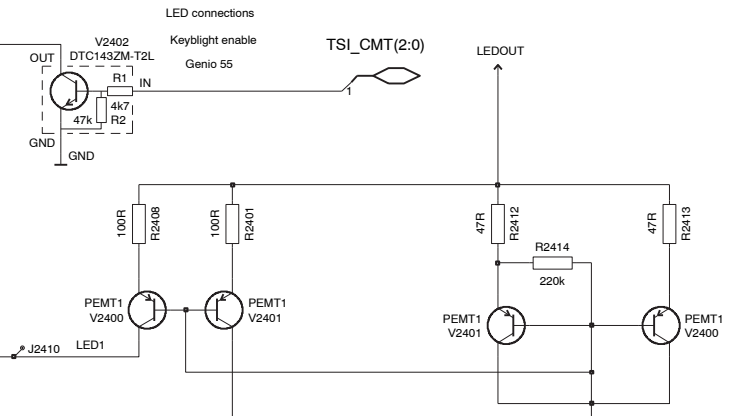 LED connections
Keyblight enable
Genio 55
V2402
DTC143ZM-T2L
OUT
R1
IN
4k7
47k
R2
GND
GND
TSI_CMT(2:0)
1
LEDOUT
100R
R2408
100R
R2401
47R
R2412
47R
R2413
R2414
220k
PEMT1
V2400
PEMT1
V2401
PEMT1
V2401
PEMT1
V2400
J2410
LED1